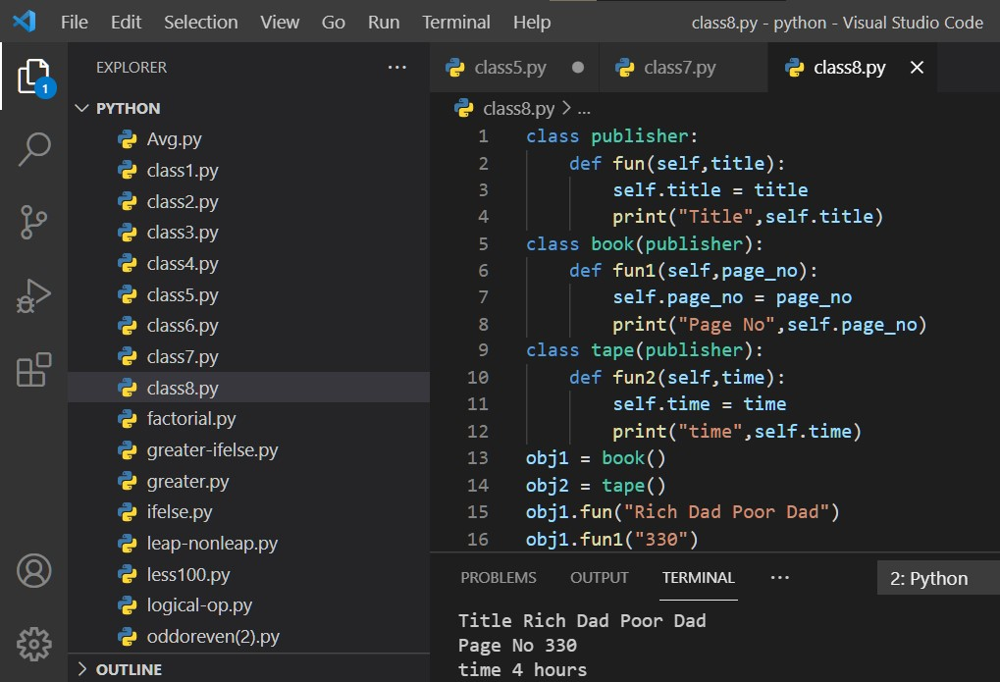 File Edit Selection View Go Run Terminal Help class8.py - python - Visual Studio Code
EXPLORER ···
1
PYTHON
Avg.py
class1.py
class2.py
class3.py
class4.py
class5.py
class6.py
class7.py
class8.py
factorial.py
greater-ifelse.py
greater.py
ifelse.py
leap-nonleap.py
less100.py
logical-op.py
oddoreven(2).py
OUTLINE
class5.py class7.py class8.py
class8.py > ...
1 class publisher:
2     def fun(self,title):
3         self.title = title
4         print("Title",self.title)
5 class book(publisher):
6     def fun1(self,page_no):
7         self.page_no = page_no
8         print("Page No",self.page_no)
9 class tape(publisher):
10     def fun2(self,time):
11         self.time = time
12         print("time",self.time)
13 obj1 = book()
14 obj2 = tape()
15 obj1.fun("Rich Dad Poor Dad")
16 obj1.fun1("330")
PROBLEMS OUTPUT TERMINAL ··· 2: Python
Title Rich Dad Poor Dad
Page No 330
time 4 hours